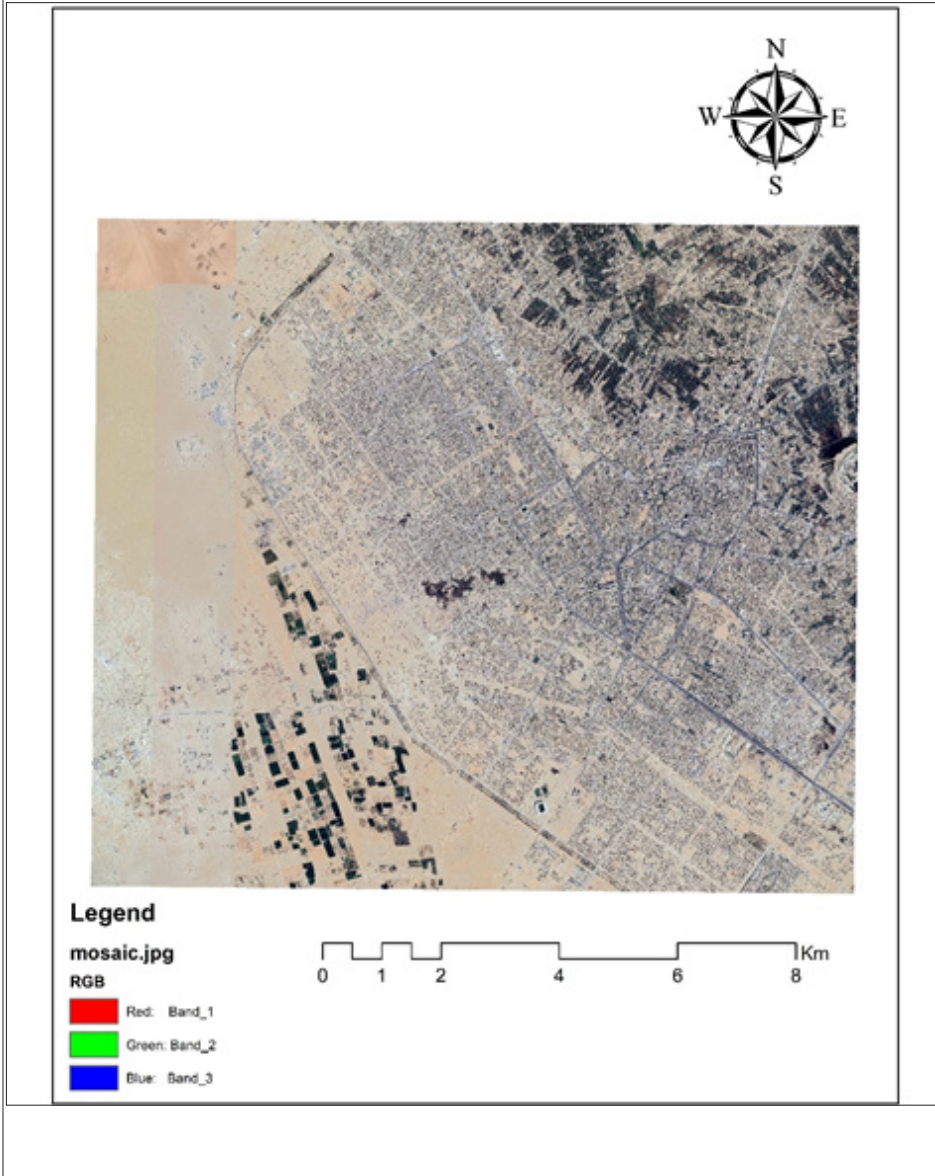 N
W E
S
Legend
mosaic.jpg
RGB
Red: Band_1
Green: Band_2
Blue: Band_3
0 1 2 4 6 8 Km